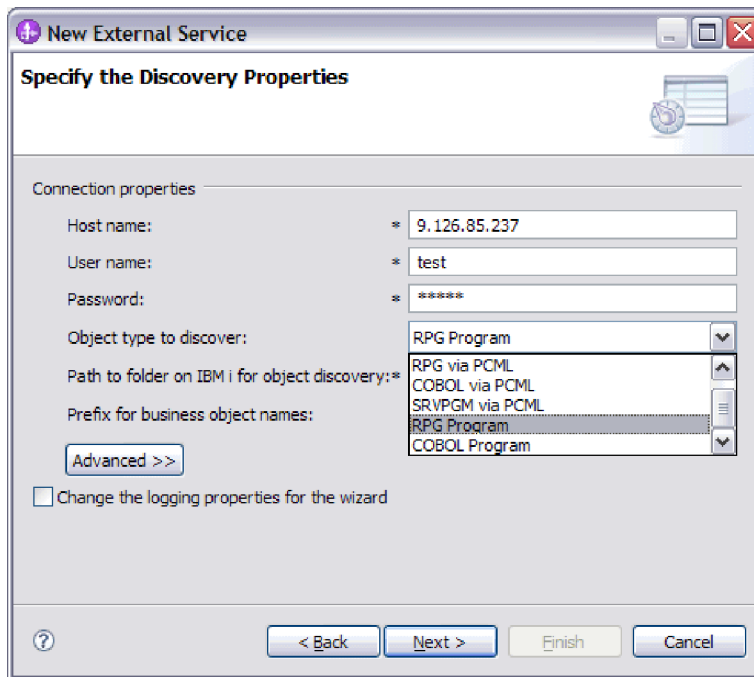 New External Service
Specify the Discovery Properties
Connection properties
Host name: * 9.126.85.237
User name: * test
Password: * *****
Object type to discover: RPG Program
RPG via PCML
COBOL via PCML
SRVPGM via PCML
RPG Program
COBOL Program
Path to folder on IBM i for object discovery:*
Prefix for business object names:
Advanced >>
Change the logging properties for the wizard
? < Back Next > Finish Cancel